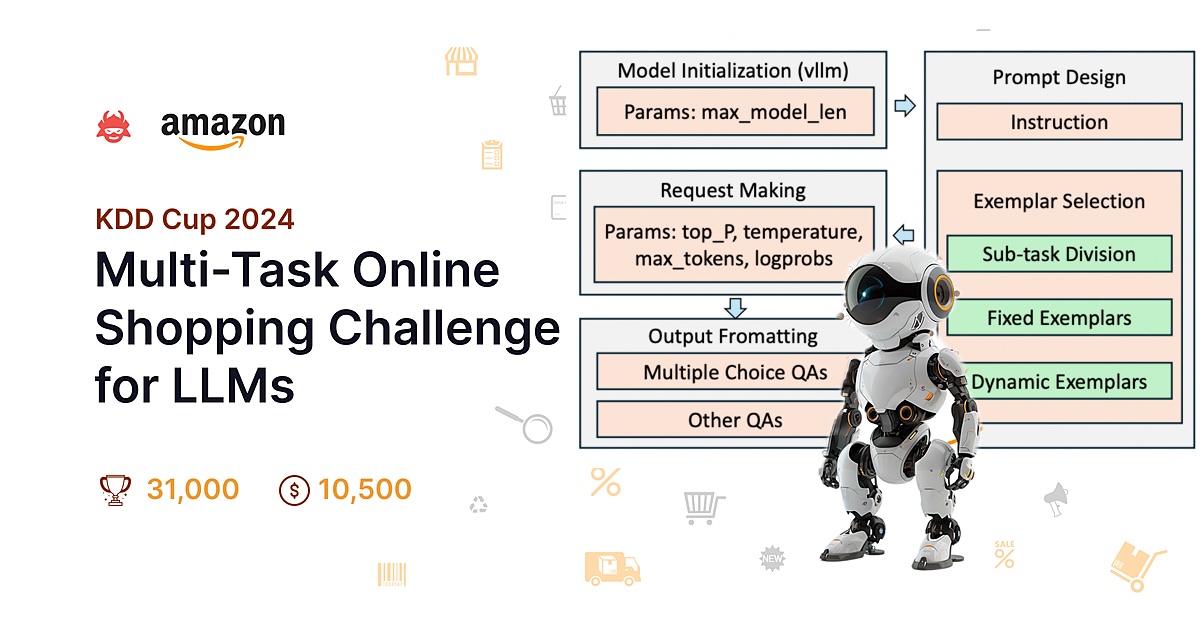 amazon
KDD Cup 2024
Multi-Task Online
Shopping Challenge
for LLMs
31,000
$
10,500
Model Initialization (vllm)
Params: max_model_len
Request Making
Params: top_P, temperature,
max_tokens, logprobs
Output Fromatting
Multiple Choice QAs
Other QAs
Prompt Design
Instruction
Exemplar Selection
Sub-task Division
Fixed Exemplars
Dynamic Exemplars
%
NEW
SALE
%